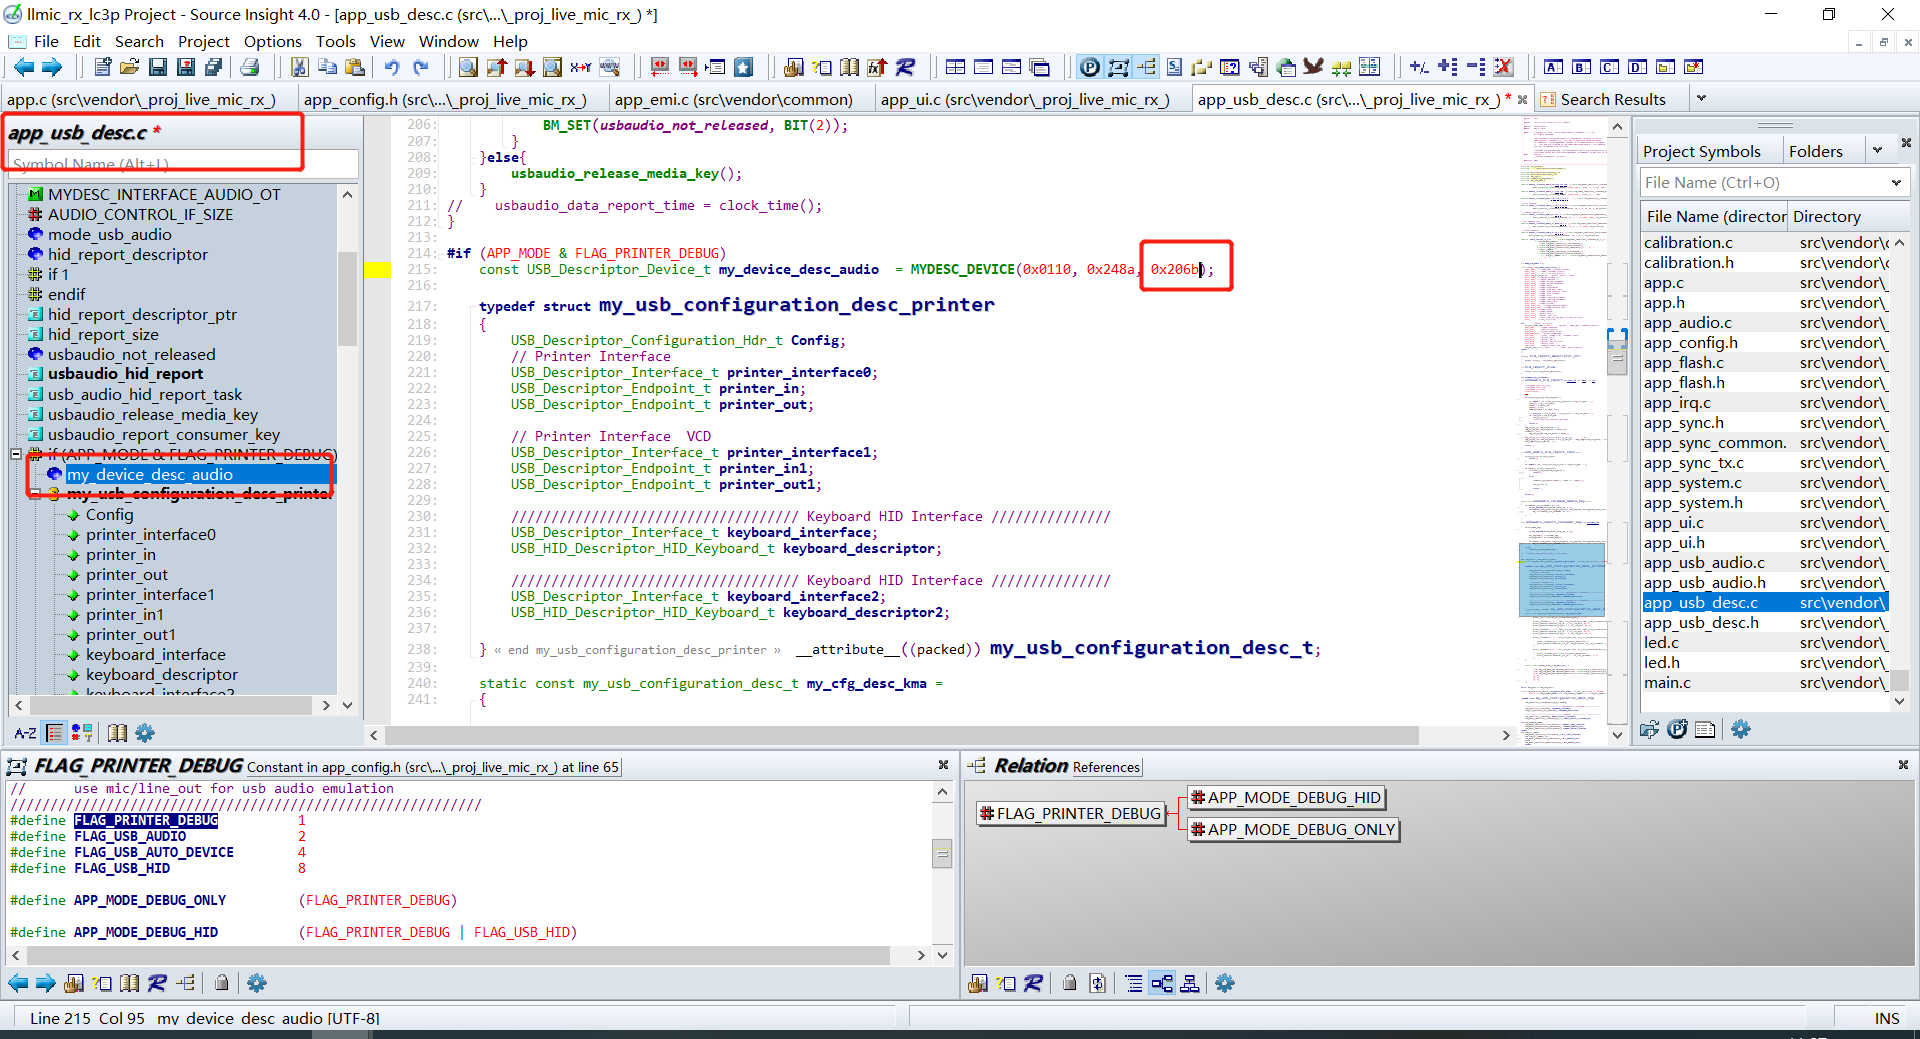 llmic_rx_lc3p Project - Source Insight 4.0 - [app_usb_desc.c (src\...\_proj_live_mic_rx_) *]
File Edit Search Project Options Tools View Window Help
app.c (src\vendor\_proj_live_mic_rx_)
app_config.h (src\...\_proj_live_mic_rx_)
app_emi.c (src\vendor\common)
app_ui.c (src\vendor\_proj_live_mic_rx_)
app_usb_desc.c (src\...\_proj_live_mic_rx_) *
Search Results
app_usb_desc.c *
Symbol Name (Alt+L)
MYDESC_INTERFACE_AUDIO_OT
AUDIO_CONTROL_IF_SIZE
mode_usb_audio
hid_report_descriptor
if 1
endif
hid_report_descriptor_ptr
hid_report_size
usbaudio_not_released
usbaudio_hid_report
usb_audio_hid_report_task
usbaudio_release_media_key
usbaudio_report_consumer_key
if (APP_MODE & FLAG_PRINTER_DEBUG)
my_device_desc_audio
my_usb_configuration_desc_printer
Config
printer_interface0
printer_in
printer_out
printer_interface1
printer_in1
printer_out1
keyboard_interface
keyboard_descriptor
keyboard_interface2
A-Z
206: BM_SET(usbaudio_not_released, BIT(2));
207: }
208: }else{
209: usbaudio_release_media_key();
210: }
211: // usbaudio_data_report_time = clock_time();
212: }
213:
214: #if (APP_MODE & FLAG_PRINTER_DEBUG)
215: const USB_Descriptor_Device_t my_device_desc_audio = MYDESC_DEVICE(0x0110, 0x248a, 0x206b);
216:
217: typedef struct my_usb_configuration_desc_printer
218: {
219: USB_Descriptor_Configuration_Hdr_t Config;
220: // Printer Interface
221: USB_Descriptor_Interface_t printer_interface0;
222: USB_Descriptor_Endpoint_t printer_in;
223: USB_Descriptor_Endpoint_t printer_out;
224:
225: // Printer Interface VCD
226: USB_Descriptor_Interface_t printer_interface1;
227: USB_Descriptor_Endpoint_t printer_in1;
228: USB_Descriptor_Endpoint_t printer_out1;
229:
230: //////////////////////////////////// Keyboard HID Interface ///////////////
231: USB_Descriptor_Interface_t keyboard_interface;
232: USB_HID_Descriptor_HID_Keyboard_t keyboard_descriptor;
233:
234: //////////////////////////////////// Keyboard HID Interface ///////////////
235: USB_Descriptor_Interface_t keyboard_interface2;
236: USB_HID_Descriptor_HID_Keyboard_t keyboard_descriptor2;
237:
238: } « end my_usb_configuration_desc_printer » __attribute__((packed)) my_usb_configuration_desc_t;
239:
240: static const my_usb_configuration_desc_t my_cfg_desc_kma =
241: {
Project Symbols Folders
File Name (Ctrl+O)
File Name (director Directory
calibration.c src\vendor\c
calibration.h src\vendor\c
app.c src\vendor\_
app.h src\vendor\_
app_audio.c src\vendor\_
app_config.h src\vendor\_
app_flash.c src\vendor\_
app_flash.h src\vendor\_
app_irq.c src\vendor\_
app_sync.h src\vendor\_
app_sync_common. src\vendor\_
app_sync_tx.c src\vendor\_
app_system.c src\vendor\_
app_system.h src\vendor\_
app_ui.c src\vendor\_
app_ui.h src\vendor\_
app_usb_audio.c src\vendor\_
app_usb_audio.h src\vendor\_
app_usb_desc.c src\vendor\_
app_usb_desc.h src\vendor\_
led.c src\vendor\_
led.h src\vendor\_
main.c src\vendor\_
FLAG_PRINTER_DEBUG Constant in app_config.h (src\...\_proj_live_mic_rx_) at line 65
// use mic/line_out for usb audio emulation
///////////////////////////////////////////////////////////
#define FLAG_PRINTER_DEBUG 1
#define FLAG_USB_AUDIO 2
#define FLAG_USB_AUTO_DEVICE 4
#define FLAG_USB_HID 8
#define APP_MODE_DEBUG_ONLY (FLAG_PRINTER_DEBUG)
#define APP_MODE_DEBUG_HID (FLAG_PRINTER_DEBUG | FLAG_USB_HID)
Relation References
FLAG_PRINTER_DEBUG
APP_MODE_DEBUG_HID
APP_MODE_DEBUG_ONLY
Line 215 Col 95 my_device_desc_audio [UTF-8]
INS